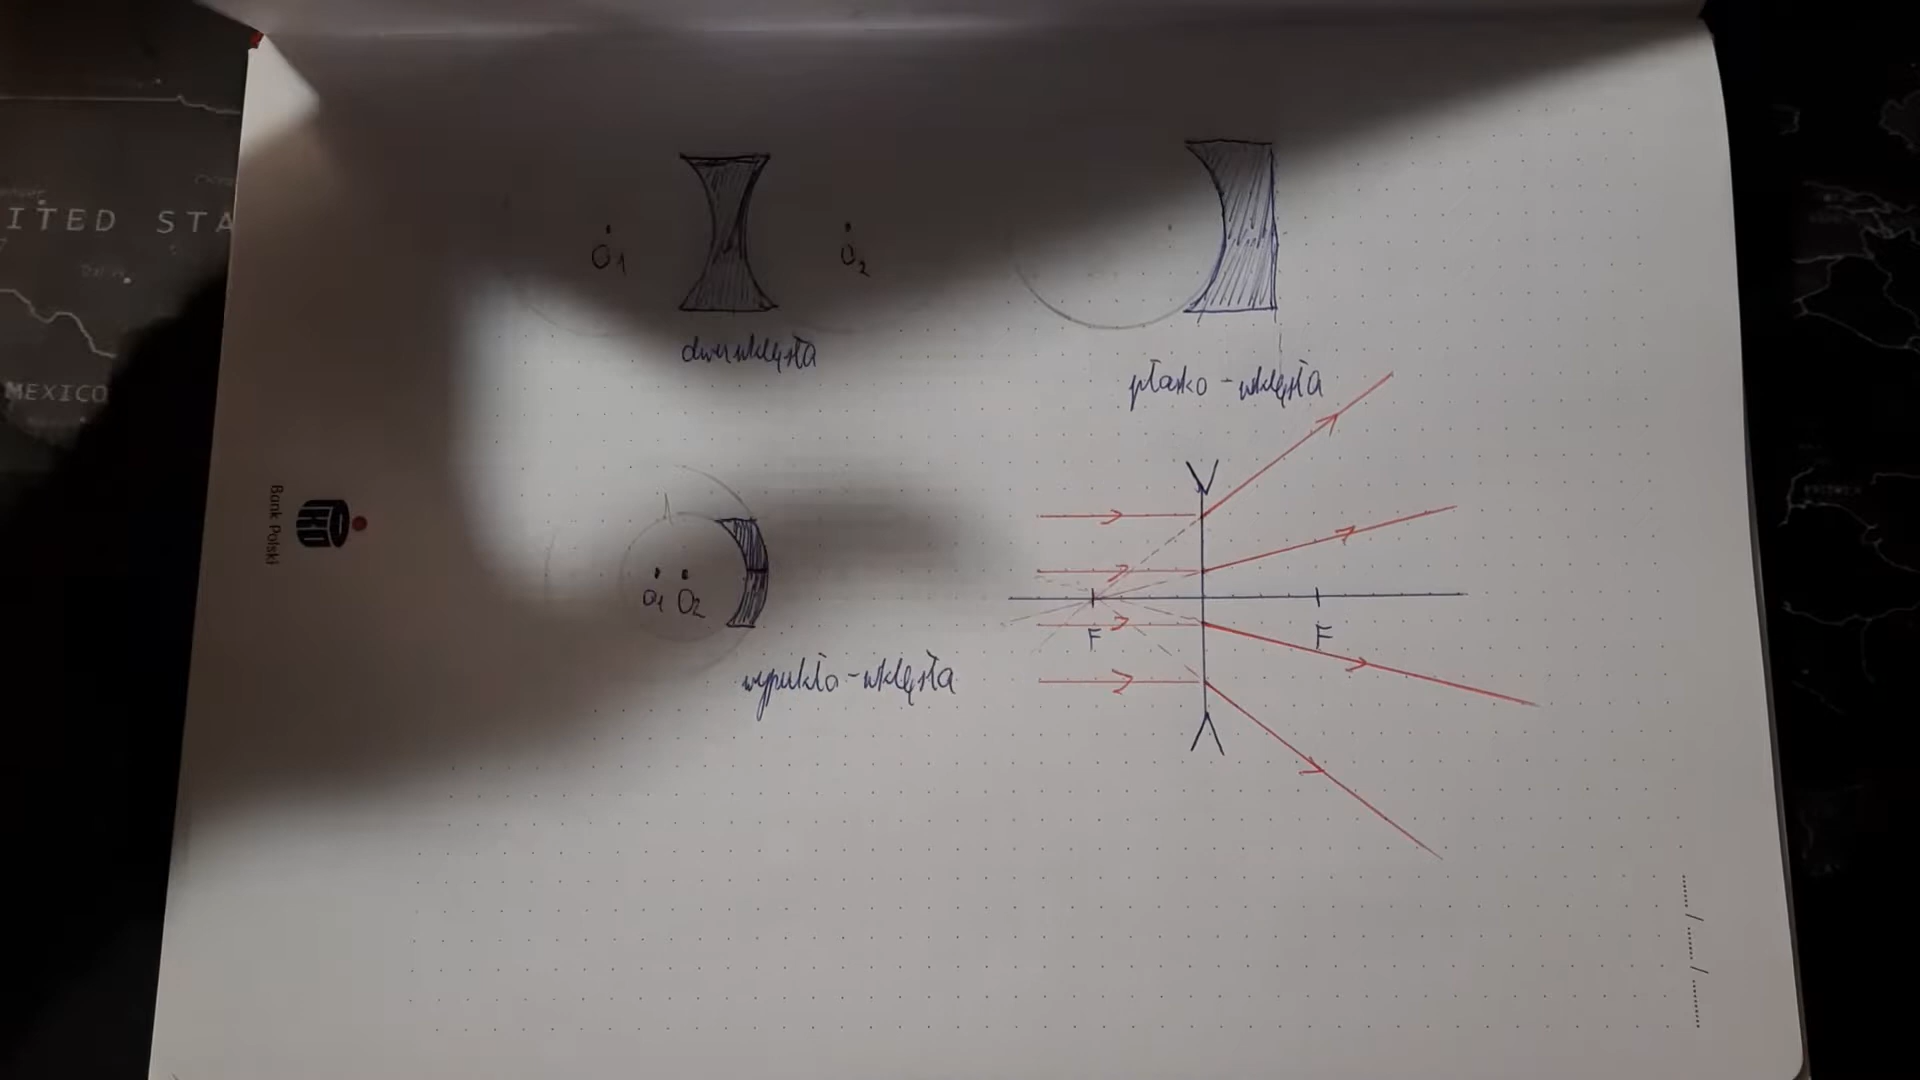 ITED STA
MEXICO
O1
O2
dwuwklęsła
płasko-wklęsła
O1 O2
wypukło-wklęsła
F
F
Bank Polski